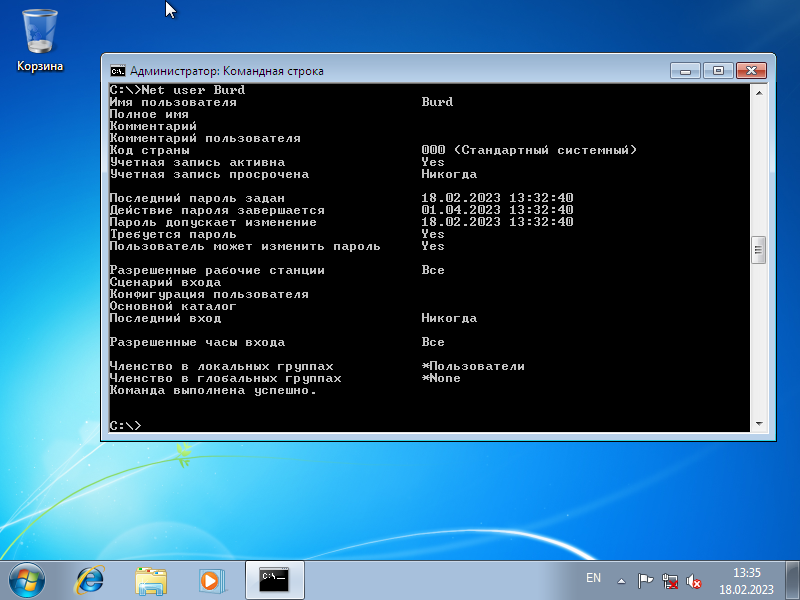 Корзина
Администратор: Командная строка
C:\>Net user Burd
Имя пользователя Burd
Полное имя
Комментарий
Комментарий пользователя
Код страны 000 (Стандартный системный)
Учетная запись активна Yes
Учетная запись просрочена Никогда
Последний пароль задан 18.02.2023 13:32:40
Действие пароля завершается 01.04.2023 13:32:40
Пароль допускает изменение 18.02.2023 13:32:40
Требуется пароль Yes
Пользователь может изменить пароль Yes
Разрешенные рабочие станции Все
Сценарий входа
Конфигурация пользователя
Основной каталог
Последний вход Никогда
Разрешенные часы входа Все
Членство в локальных группах *Пользователи
Членство в глобальных группах *None
Команда выполнена успешно.
C:\>
EN
13:35
18.02.2023